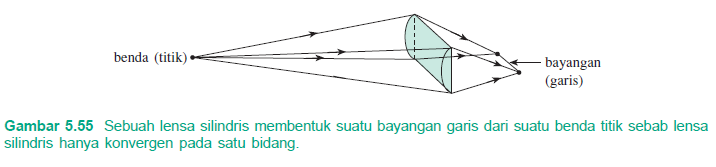 benda (titik)
bayangan
(garis)
Gambar 5.55 Sebuah lensa silindris membentuk suatu bayangan garis dari suatu benda titik sebab lensa
silindris hanya konvergen pada satu bidang.